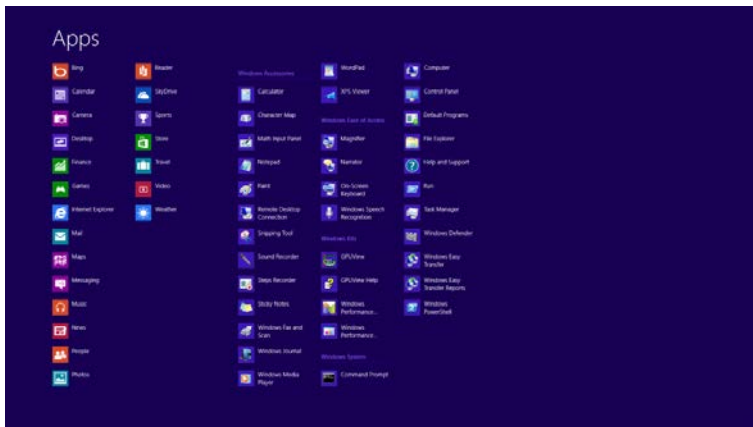 Apps
Bing
Calendar
Camera
Desktop
Finance
Games
Internet Explorer
Mail
Maps
Messaging
Music
News
People
Photos
Reader
SkyDrive
Sports
Store
Travel
Video
Weather
Windows Accessories
Calculator
Character Map
Math Input Panel
Notepad
Paint
Remote Desktop
Connection
Snipping Tool
Sound Recorder
Steps Recorder
Sticky Notes
Windows Fax and
Scan
Windows Journal
Windows Media
Player
WordPad
XPS Viewer
Windows Ease of Access
Magnifier
Narrator
On-Screen
Keyboard
Windows Speech
Recognition
Windows Kits
GPUView
GPUView Help
Windows
Performance...
Windows
Performance...
Windows System
Command Prompt
Computer
Control Panel
Default Programs
File Explorer
Help and Support
Run
Task Manager
Windows Defender
Windows Easy
Transfer
Windows Easy
Transfer Reports
Windows
PowerShell